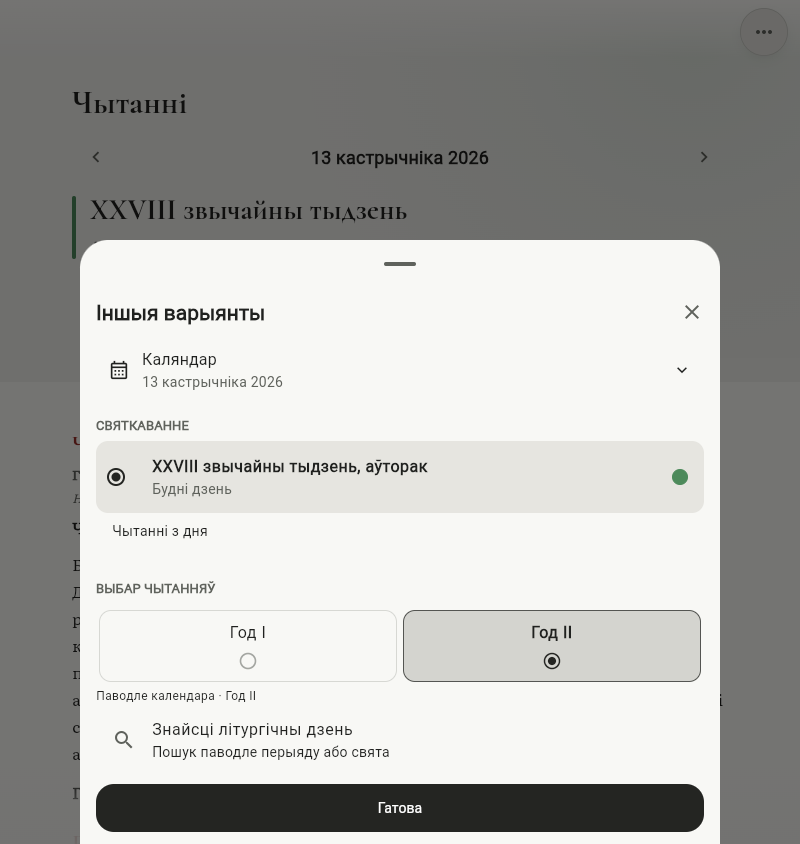 Чытанні
13 кастрычніка 2026
XXVIII звычайны тыдзень
Іншыя варыянты
Каляндар
13 кастрычніка 2026
СВЯТКАВАННЕ
XXVIII звычайны тыдзень, аўторак
Будні дзень
Чытанні з дня
ВЫБАР ЧЫТАННЯЎ
Год I
Год II
Паводле календара · Год II
Знайсці літургічны дзень
Пошук паводле перыяду або свята
Гатова